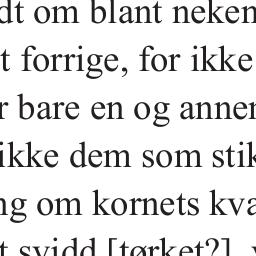 dt om blant neken
t forrige, for ikke
r bare en og annen
ikke dem som stik
ng om kornets kva
t svidd [tørket?], v